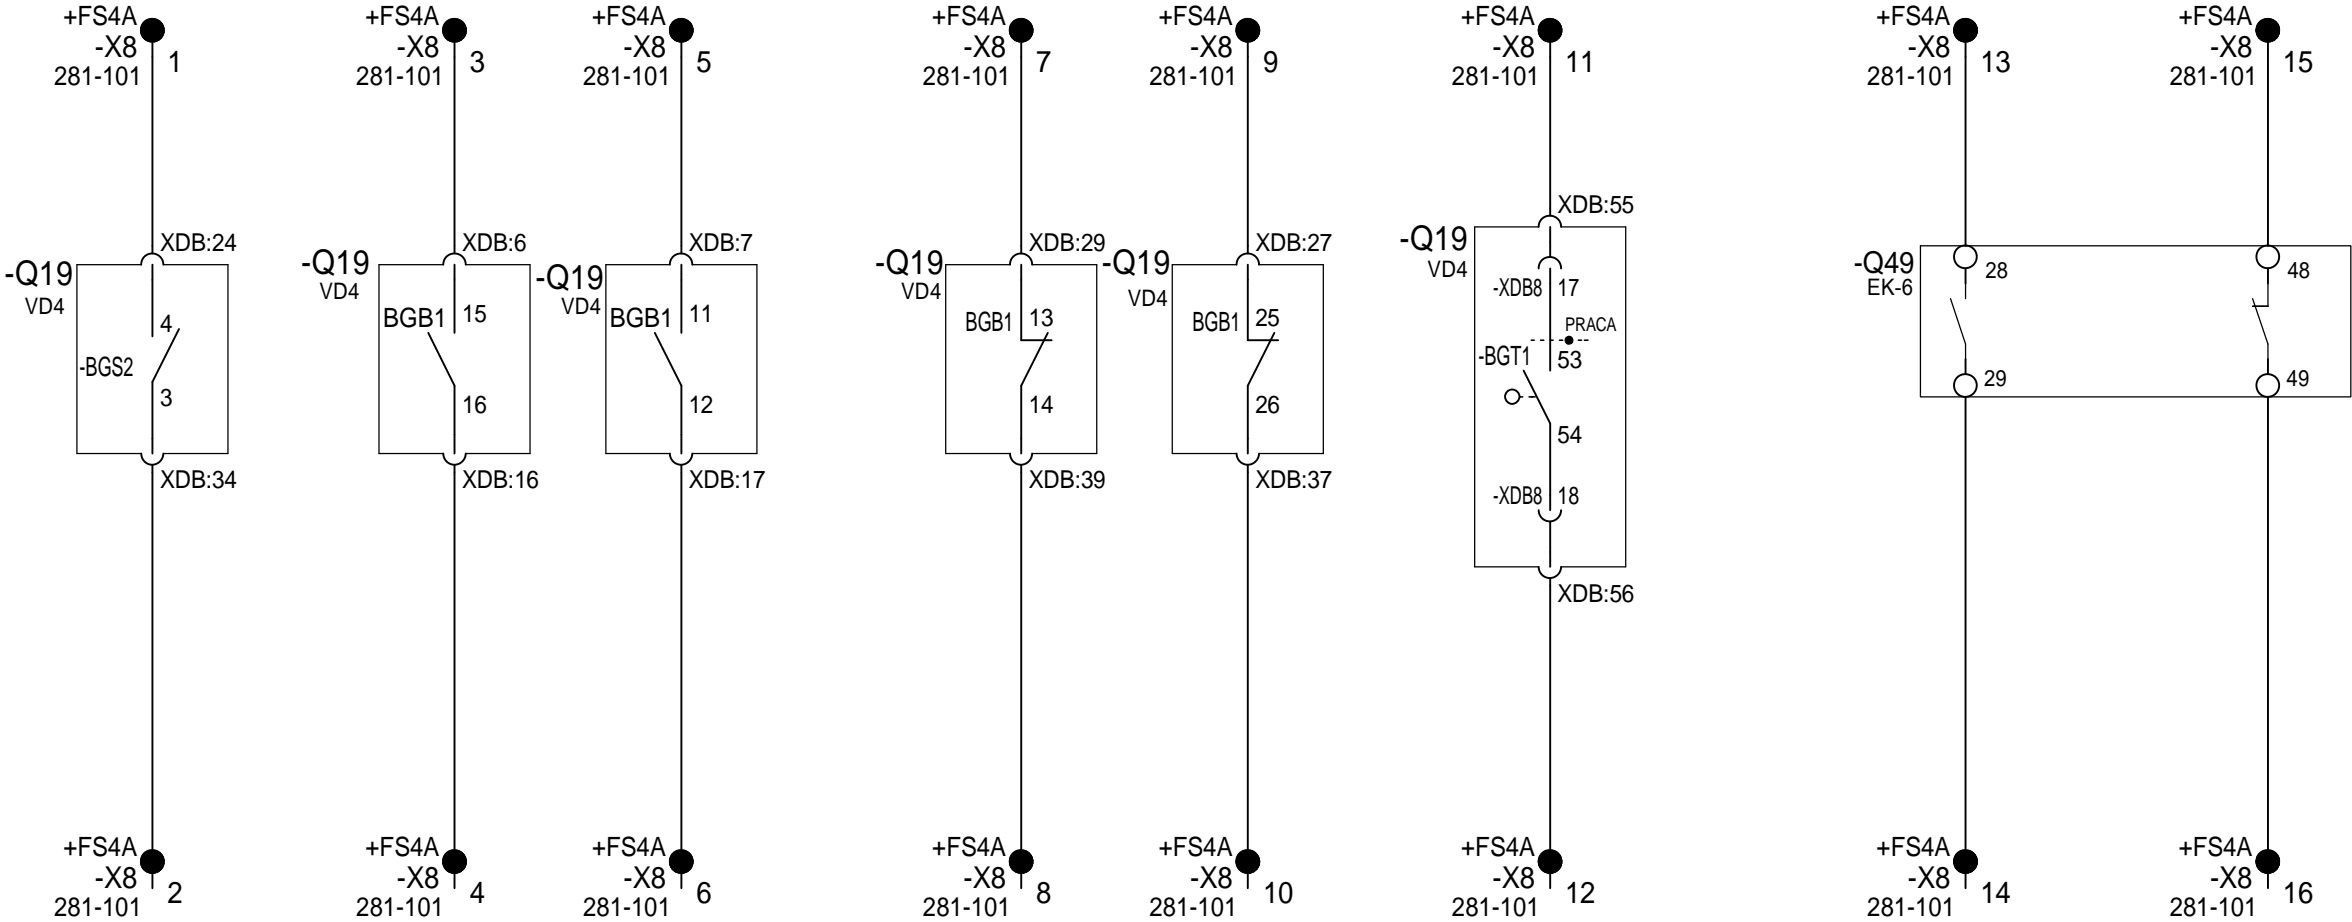 +FS4A
-X8
281-101
1
XDB:24
-Q19
VD4
4
-BGS2
3
XDB:34
+FS4A
-X8
281-101
2
+FS4A
-X8
281-101
3
XDB:6
-Q19
VD4
BGB1
15
16
XDB:16
+FS4A
-X8
281-101
4
+FS4A
-X8
281-101
5
XDB:7
-Q19
VD4
BGB1
11
12
XDB:17
+FS4A
-X8
281-101
6
+FS4A
-X8
281-101
7
XDB:29
-Q19
VD4
BGB1
13
14
XDB:39
+FS4A
-X8
281-101
8
+FS4A
-X8
281-101
9
XDB:27
-Q19
VD4
BGB1
25
26
XDB:37
+FS4A
-X8
281-101
10
+FS4A
-X8
281-101
11
XDB:55
-Q19
VD4
-XDB8
17
PRACA
-BGT1
53
54
-XDB8
18
XDB:56
+FS4A
-X8
281-101
12
+FS4A
-X8
281-101
13
-Q49
EK-6
28
29
+FS4A
-X8
281-101
14
+FS4A
-X8
281-101
15
48
49
+FS4A
-X8
281-101
16